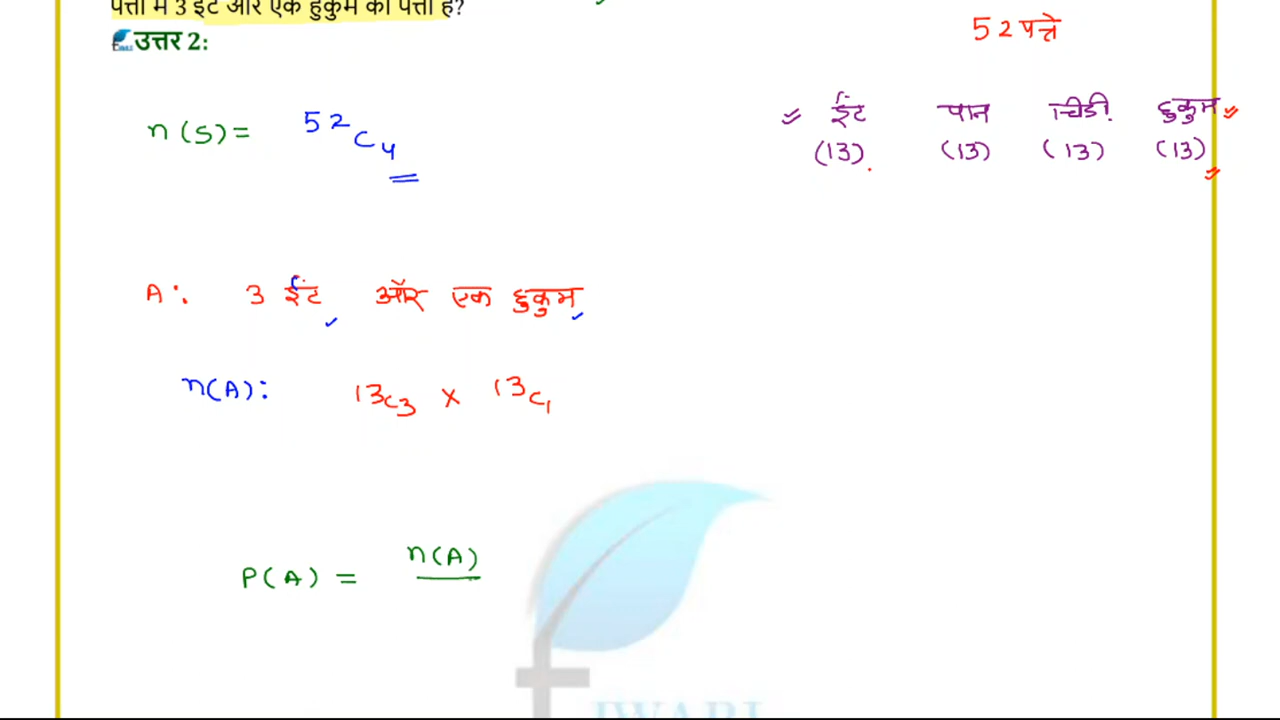 पत्तों में 3 ईंट और एक हुकुम का पत्ता है?
उत्तर 2:
52 पत्ते
n(S) = 52C4
ईंट पान चिडी हुकुम
(13) (13) (13) (13)
A: 3 ईंट और एक हुकुम
n(A): 13C3 × 13C1
P(A) = n(A)